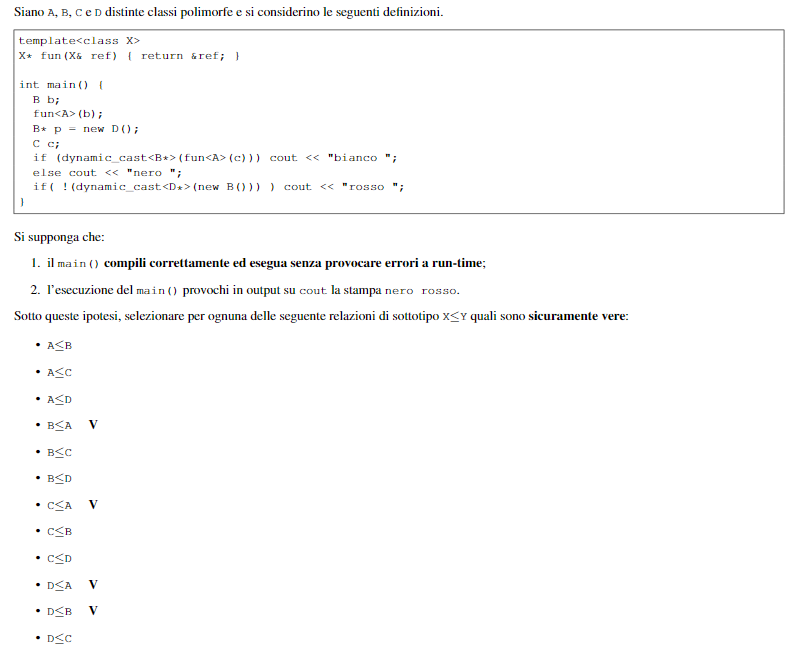 Siano A, B, C e D distinte classi polimorfe e si considerino le seguenti definizioni.
template<class X>
X* fun(X& ref) { return &ref; }
int main() {
B b;
fun<A>(b);
B* p = new D();
C c;
if (dynamic_cast<B*>(fun<A>(c))) cout << "bianco ";
else cout << "nero ";
if( !(dynamic_cast<D*>(new B())) ) cout << "rosso ";
}
Si supponga che:
1. il main() compili correttamente ed esegua senza provocare errori a run-time;
2. l'esecuzione del main() provochi in output su cout la stampa nero rosso.
Sotto queste ipotesi, selezionare per ognuna delle seguente relazioni di sottotipo X≤Y quali sono sicuramente vere:
• A≤B
• A≤C
• A≤D
• B≤A V
• B≤C
• B≤D
• C≤A V
• C≤B
• C≤D
• D≤A V
• D≤B V
• D≤C